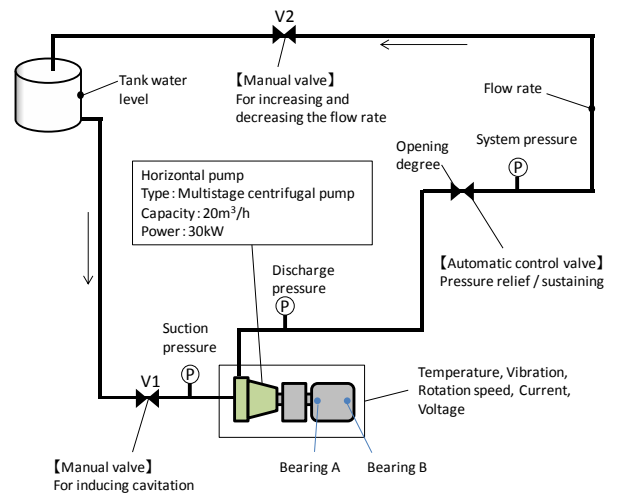 V2
【Manual valve】
For increasing and
decreasing the flow rate
Tank water
level
Flow rate
System pressure
P
Opening
degree
Horizontal pump
Type : Multistage centrifugal pump
Capacity : 20m³/h
Power : 30kW
【Automatic control valve】
Pressure relief / sustaining
Discharge
pressure
P
Suction
pressure
P
V1
Temperature, Vibration,
Rotation speed, Current,
Voltage
【Manual valve】
For inducing cavitation
Bearing A
Bearing B